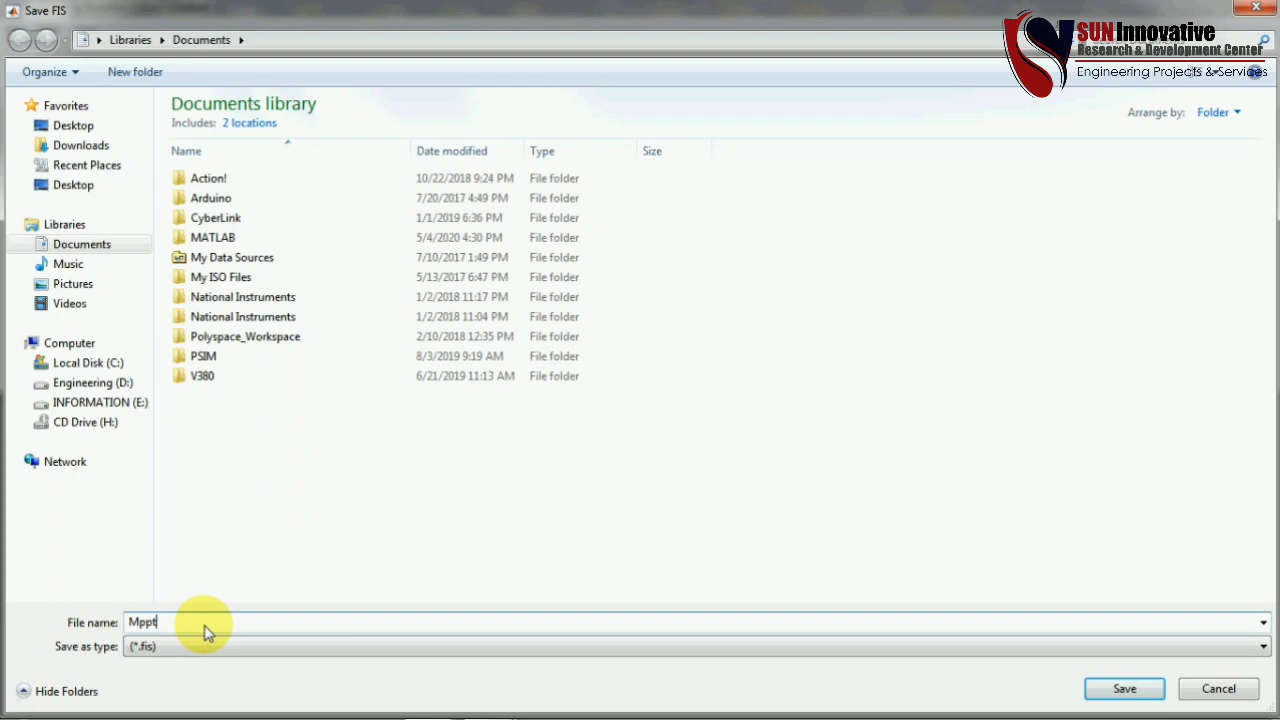 Save FIS
Libraries Documents
SUN Innovative
Research & Development Center
Engineering Projects & Services
Organize New folder
Favorites
Desktop
Downloads
Recent Places
Desktop
Libraries
Documents
Music
Pictures
Videos
Computer
Local Disk (C:)
Engineering (D:)
INFORMATION (E:)
CD Drive (H:)
Network
Documents library
Includes: 2 locations
Arrange by: Folder
Name Date modified Type Size
Action! 10/22/2018 9:24 PM File folder
Arduino 7/20/2017 4:49 PM File folder
CyberLink 1/1/2019 6:36 PM File folder
MATLAB 5/4/2020 4:30 PM File folder
My Data Sources 7/10/2017 1:49 PM File folder
My ISO Files 5/13/2017 6:47 PM File folder
National Instruments 1/2/2018 11:17 PM File folder
National Instruments 1/2/2018 11:04 PM File folder
Polyspace_Workspace 2/10/2018 12:35 PM File folder
PSIM 8/3/2019 9:19 AM File folder
V380 6/21/2019 11:13 AM File folder
File name: Mppt
Save as type: (*.fis)
Hide Folders Save Cancel